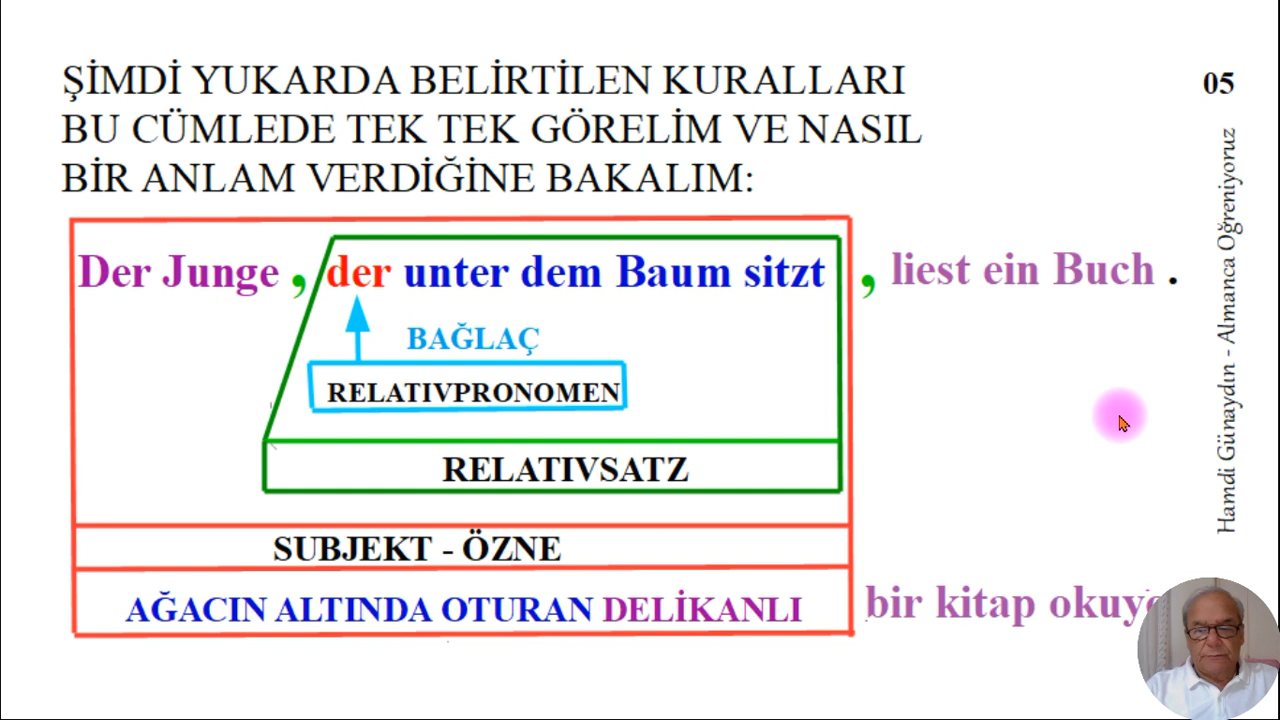 ŞİMDİ YUKARDA BELİRTİLEN KURALLARI
BU CÜMLEDE TEK TEK GÖRELİM VE NASIL
BİR ANLAM VERDİĞİNE BAKALIM:
05
Hamdi Günaydın - Almanca Oğreniyoruz
Der Junge , der unter dem Baum sitzt , liest ein Buch .
BAĞLAÇ
RELATIVPRONOMEN
RELATIVSATZ
SUBJEKT - ÖZNE
AĞACIN ALTINDA OTURAN DELİKANLI bir kitap